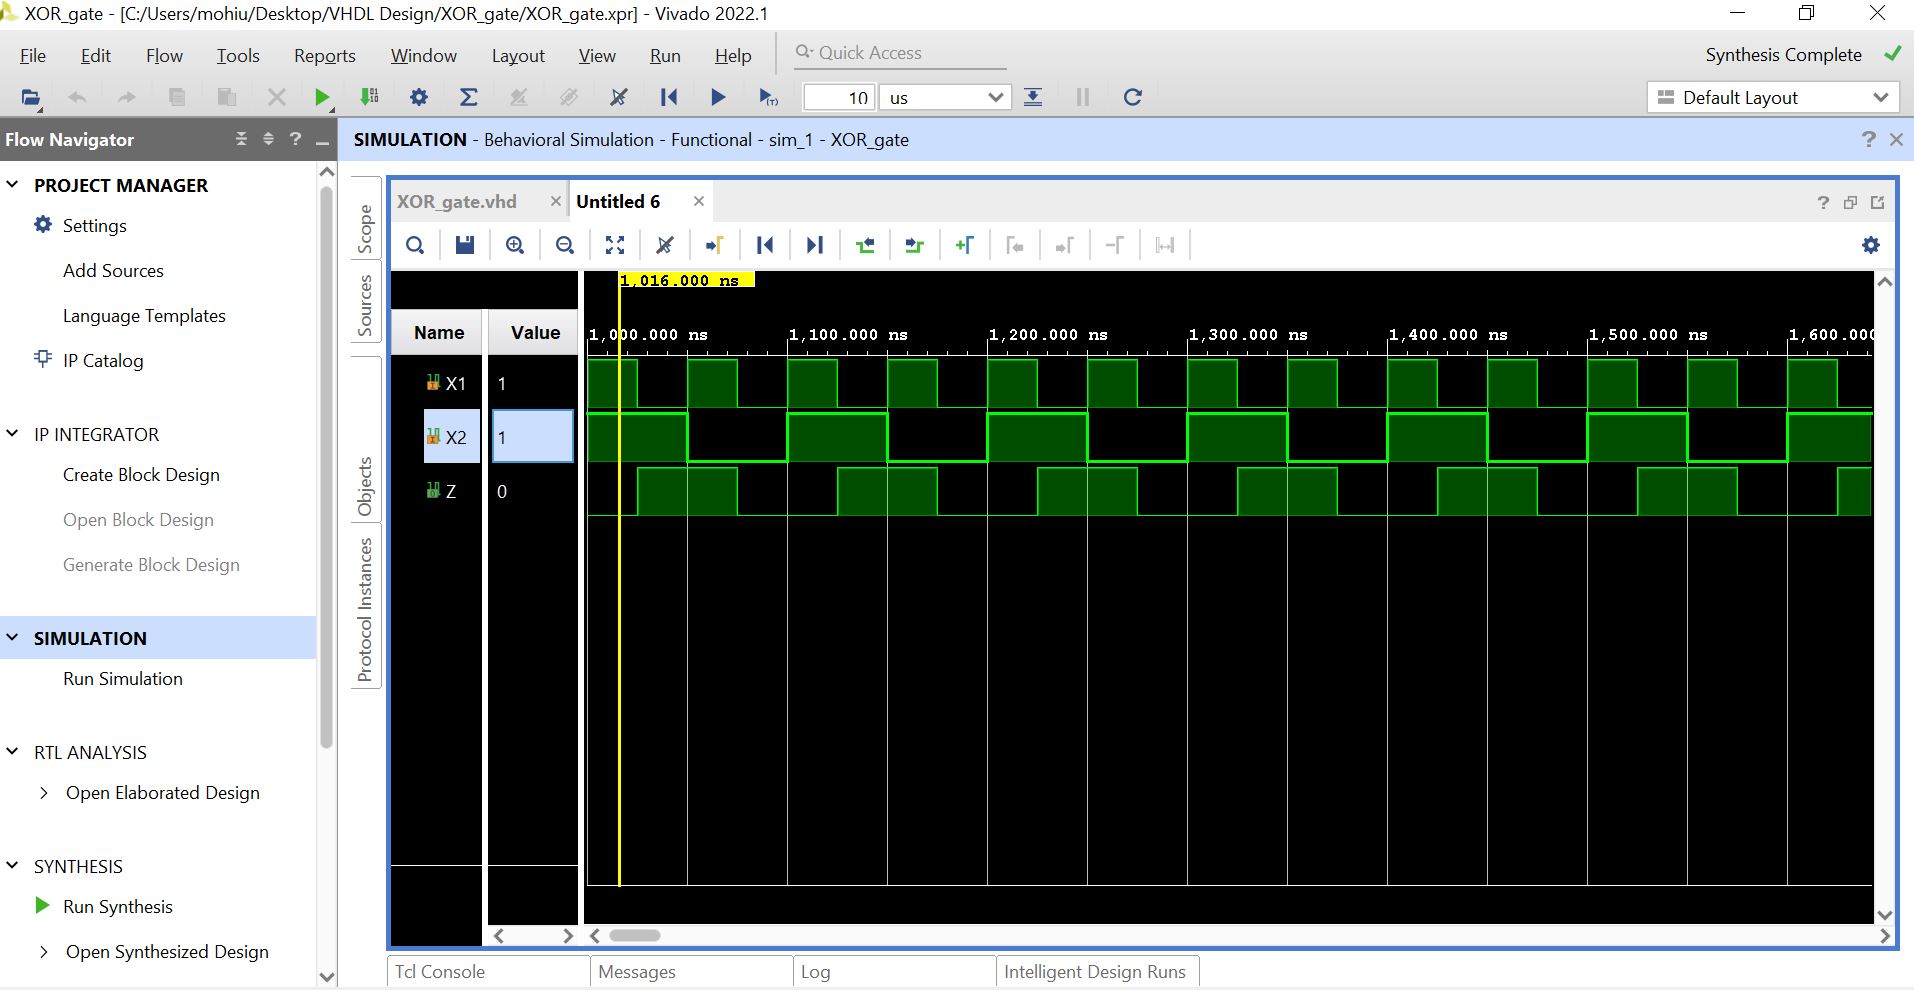 XOR_gate - [C:/Users/mohiu/Desktop/VHDL Design/XOR_gate/XOR_gate.xpr] - Vivado 2022.1
File Edit Flow Tools Reports Window Layout View Run Help Quick Access Synthesis Complete
10 us Default Layout
Flow Navigator
SIMULATION - Behavioral Simulation - Functional - sim_1 - XOR_gate
PROJECT MANAGER
Settings
Add Sources
Language Templates
IP Catalog
IP INTEGRATOR
Create Block Design
Open Block Design
Generate Block Design
SIMULATION
Run Simulation
RTL ANALYSIS
Open Elaborated Design
SYNTHESIS
Run Synthesis
Open Synthesized Design
Scope
Sources
Objects
Protocol Instances
XOR_gate.vhd Untitled 6
1,016.000 ns
Name Value
1,000.000 ns 1,100.000 ns 1,200.000 ns 1,300.000 ns 1,400.000 ns 1,500.000 ns 1,600.000
X1 1
X2 1
Z 0
Tcl Console Messages Log Intelligent Design Runs